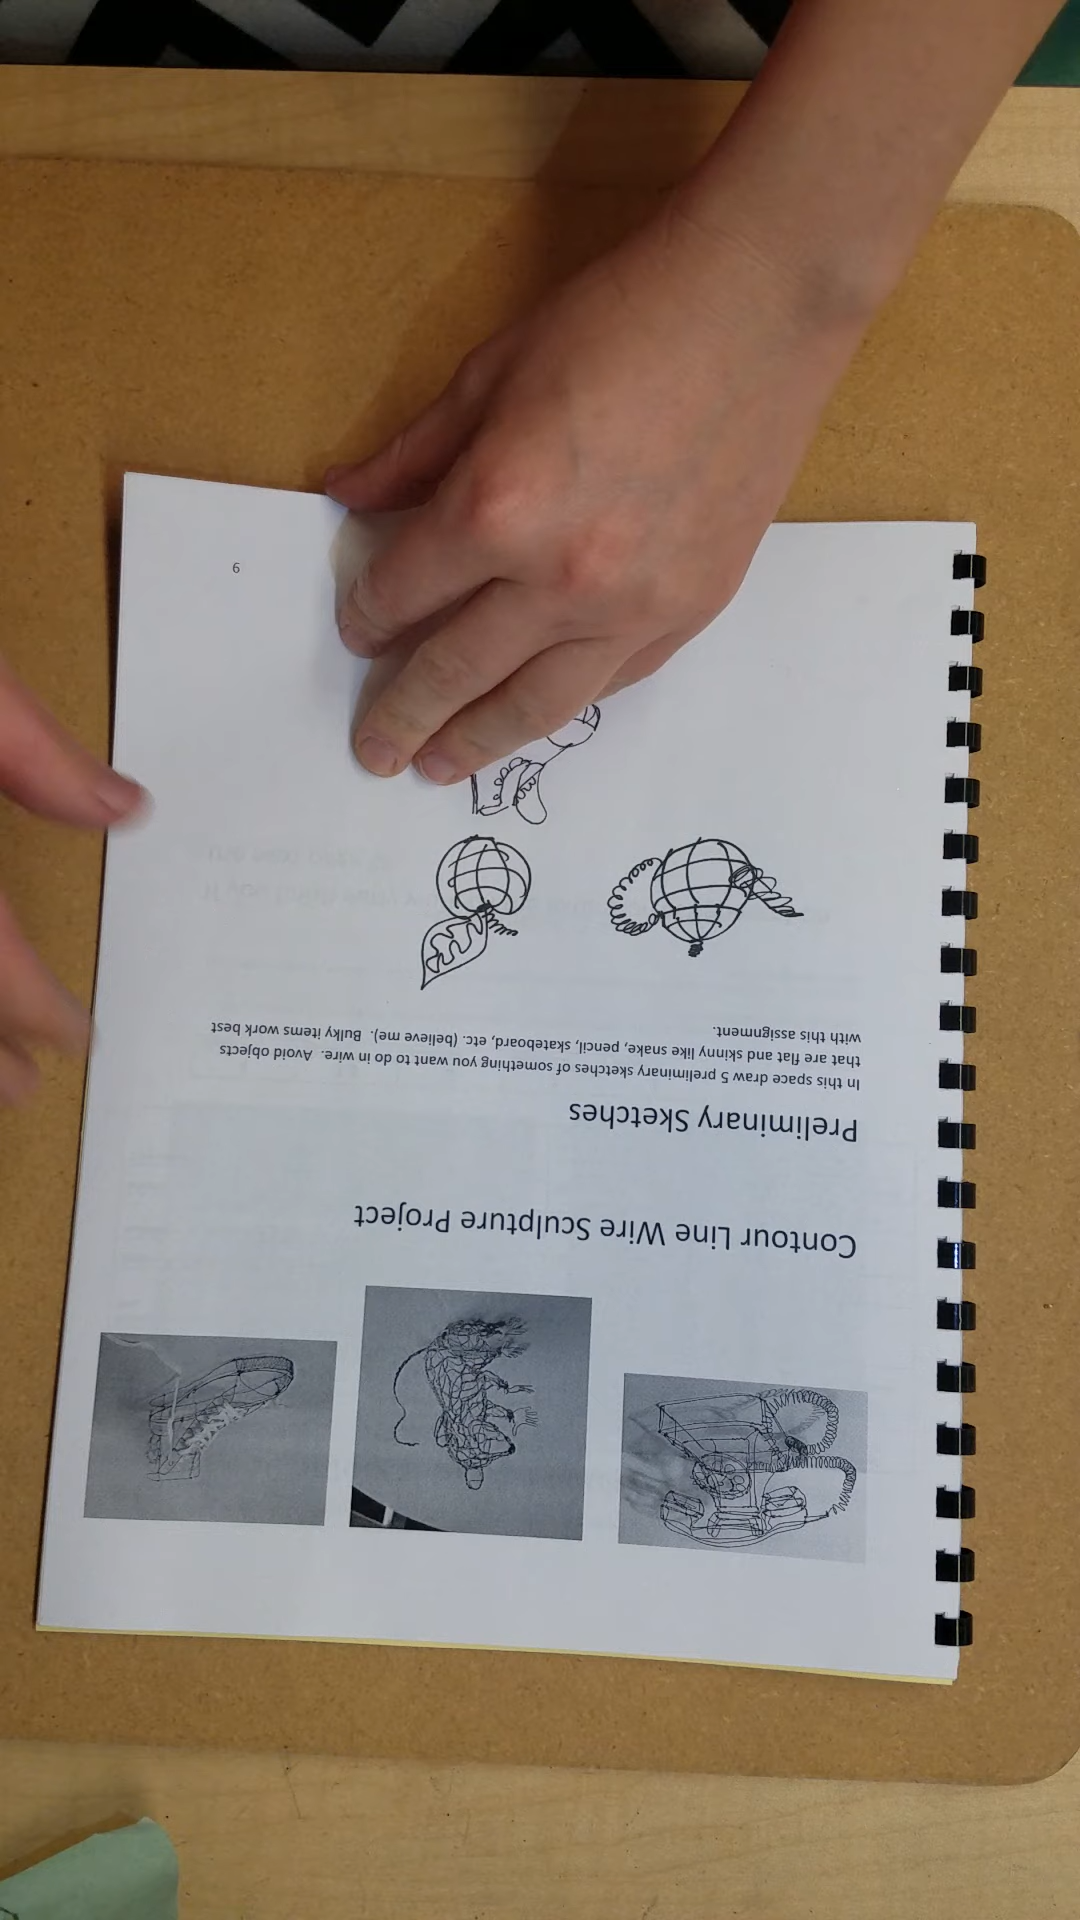 Contour Line Wire Sculpture Project
Preliminary Sketches
In this space draw 5 preliminary sketches of something you want to do in wire. Avoid objects
that are flat and skinny like snake, pencil, skateboard, etc. (believe me). Bulky items work best
with this assignment.
6